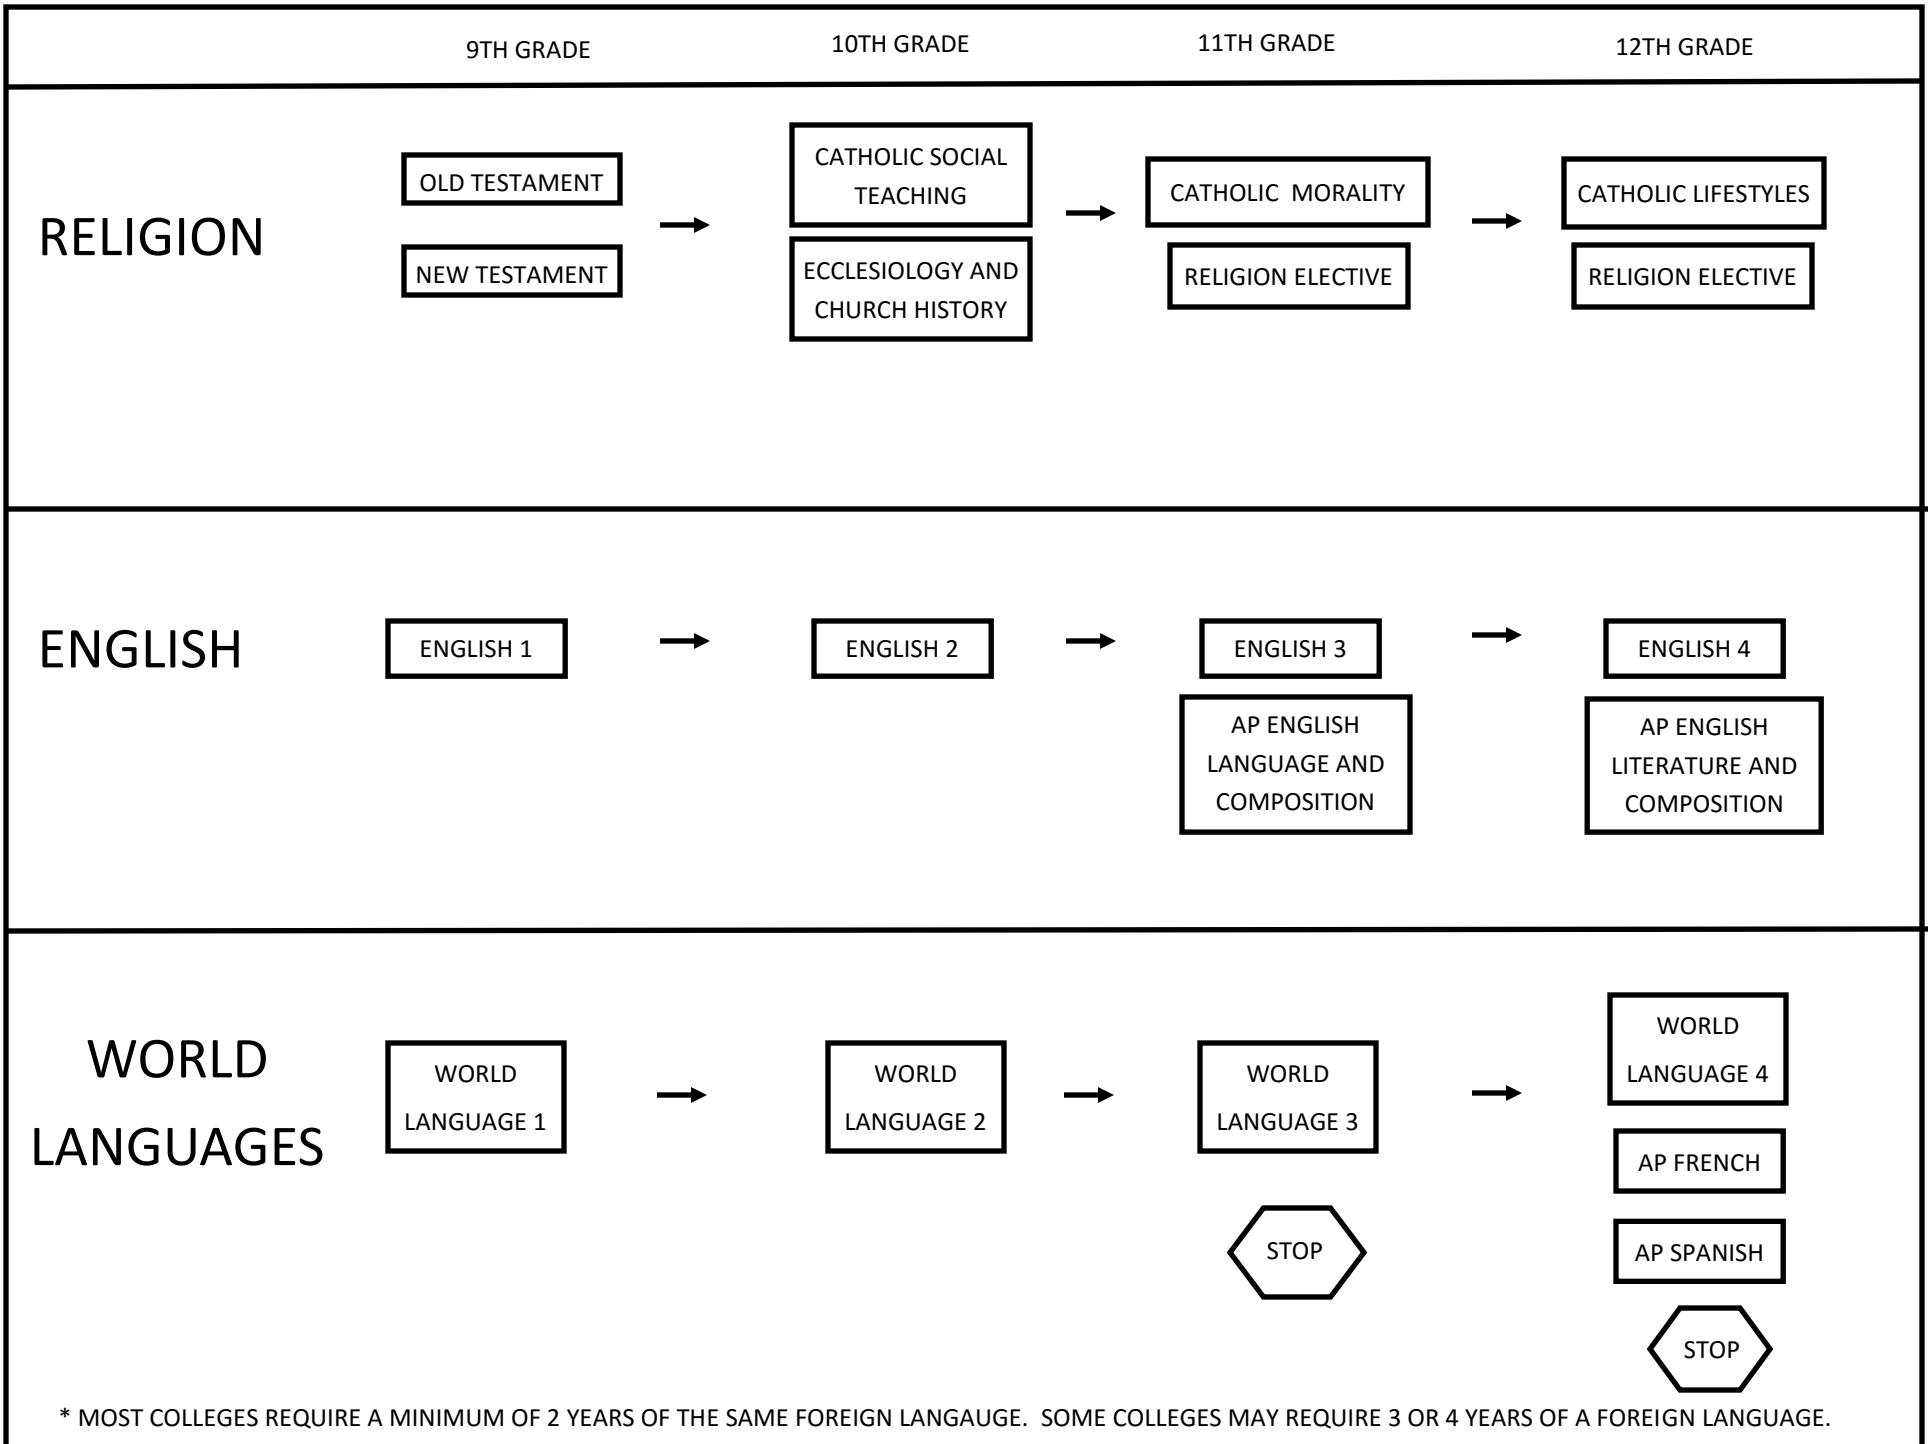 9TH GRADE
10TH GRADE
11TH GRADE
12TH GRADE
RELIGION
OLD TESTAMENT
NEW TESTAMENT
CATHOLIC SOCIAL
TEACHING
ECCLESIOLOGY AND
CHURCH HISTORY
CATHOLIC  MORALITY
RELIGION ELECTIVE
CATHOLIC LIFESTYLES
RELIGION ELECTIVE
ENGLISH
ENGLISH 1
ENGLISH 2
ENGLISH 3
AP ENGLISH
LANGUAGE AND
COMPOSITION
ENGLISH 4
AP ENGLISH
LITERATURE AND
COMPOSITION
WORLD
LANGUAGES
WORLD
LANGUAGE 1
WORLD
LANGUAGE 2
WORLD
LANGUAGE 3
STOP
WORLD
LANGUAGE 4
AP FRENCH
AP SPANISH
STOP
* MOST COLLEGES REQUIRE A MINIMUM OF 2 YEARS OF THE SAME FOREIGN LANGAUGE.  SOME COLLEGES MAY REQUIRE 3 OR 4 YEARS OF A FOREIGN LANGUAGE.